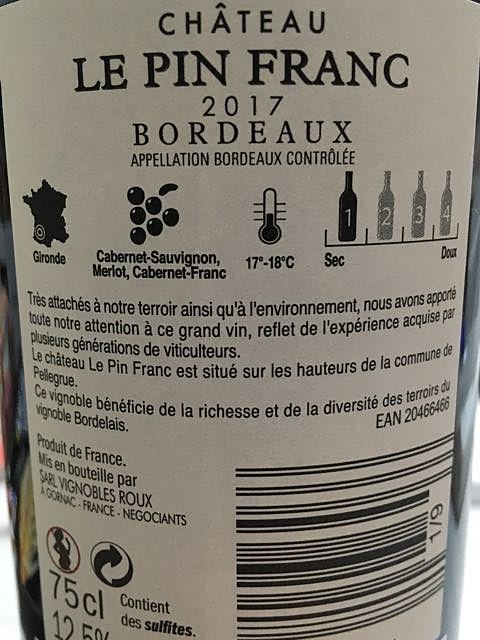 CHÂTEAU
LE PIN FRANC
2017
BORDEAUX
APPELLATION BORDEAUX CONTRÔLÉE
1 2 3 4
Gironde
Cabernet-Sauvignon,
Merlot, Cabernet-Franc
17°-18°C
Sec Doux
Très attachés à notre terroir ainsi qu'à l'environnement, nous avons apporté
toute notre attention à ce grand vin, reflet de l'expérience acquise par
plusieurs générations de viticulteurs.
Le château Le Pin Franc est situé sur les hauteurs de la commune de
Pellegrue.
Ce vignoble bénéficie de la richesse et de la diversité des terroirs du
vignoble Bordelais.
EAN 20466466
Produit de France.
Mis en bouteille par
SARL VIGNOBLES ROUX
À GORNAC - FRANCE - NEGOCIANTS
1/9
75cl
12.5%
Contient
des sulfites.